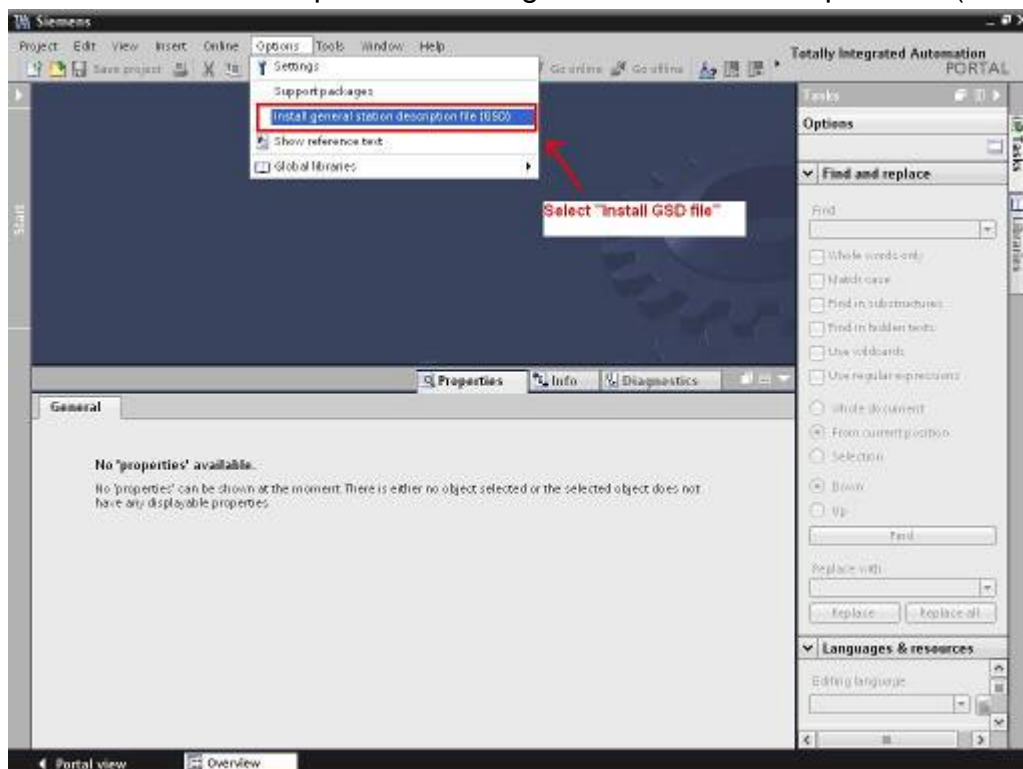 Siemens
Project Edit View Insert Online Options Tools Window Help
Totally Integrated Automation
PORTAL
Save project
Go online Go offline
Settings
Support packages
Install general station description file (GSD)
Show reference text
Global libraries
Select "Install GSD file"
Start
Tasks
Options
Find and replace
Find
Whole words only
Match case
Find in substructures
Find in hidden texts
Use wildcards
Use regular expressions
Whole document
From current position
Selection
Down
Up
Find
Replace with
Replace Replace all
Languages & resources
Editing language
Tasks
Libraries
Properties Info Diagnostics
General
No 'properties' available.
No 'properties' can be shown at the moment. There is either no object selected or the selected object does not
have any displayable properties.
Portal view Overview